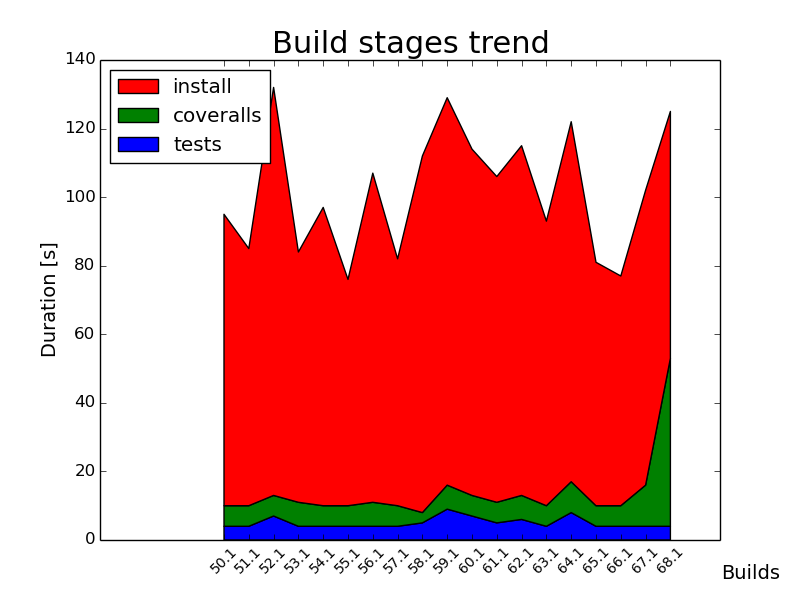 Build stages trend
140
120
100
80
60
40
20
0
Duration [s]
install
coveralls
tests
50.1 51.1 52.1 53.1 54.1 55.1 56.1 57.1 58.1 59.1 60.1 61.1 62.1 63.1 64.1 65.1 66.1 67.1 68.1
Builds